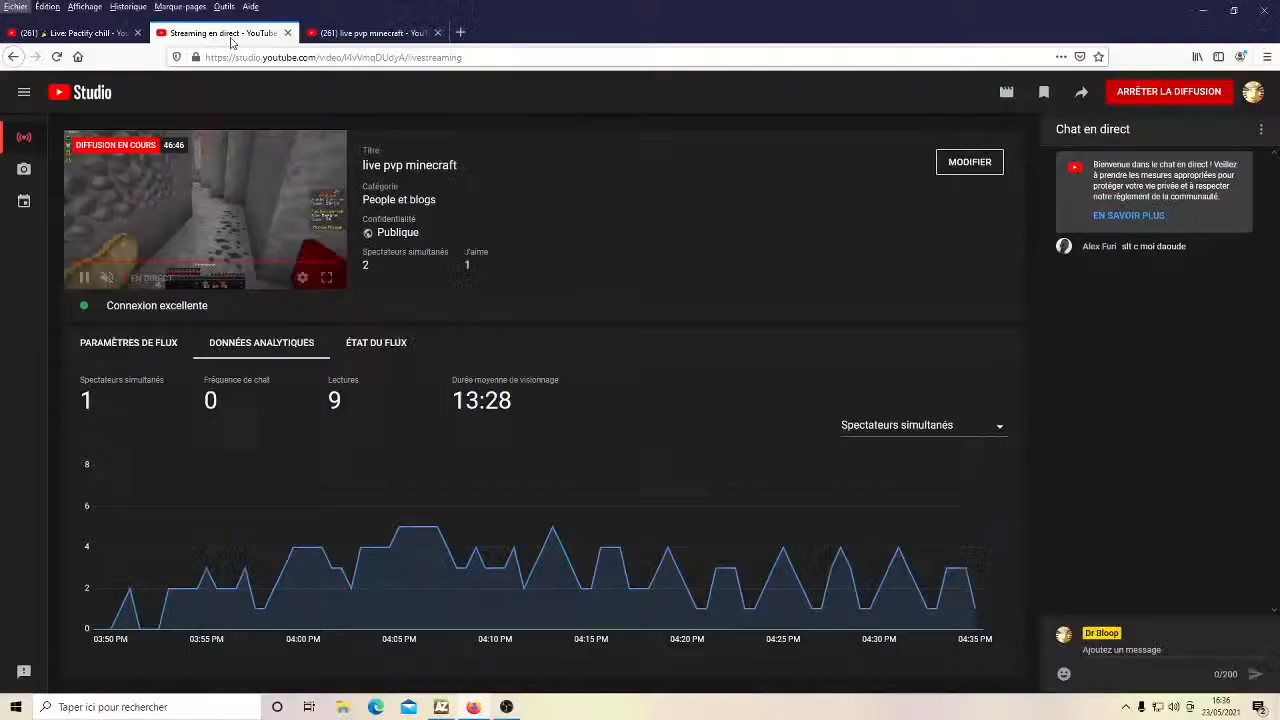 Fichier Édition Affichage Historique Marque-pages Outils Aide
(261) Live: Pactify chill - You
Streaming en direct - YouTube
(261) live pvp minecraft - YouT
https://studio.youtube.com/video/l4vVmqDUdyA/livestreaming
Studio
ARRÊTER LA DIFFUSION
DIFFUSION EN COURS 46:46
EN DIRECT
Titre
live pvp minecraft
MODIFIER
Catégorie
People et blogs
Confidentialité
Publique
Spectateurs simultanés J'aime
2 1
Connexion excellente
PARAMÈTRES DE FLUX DONNÉES ANALYTIQUES ÉTAT DU FLUX
Spectateurs simultanés Fréquence de chat Lectures Durée moyenne de visionnage
1 0 9 13:28
Spectateurs simultanés
8
6
4
2
0
03:50 PM 03:55 PM 04:00 PM 04:05 PM 04:10 PM 04:15 PM 04:20 PM 04:25 PM 04:30 PM 04:35 PM
Chat en direct
Bienvenue dans le chat en direct ! Veillez
à prendre les mesures appropriées pour
protéger votre vie privée et à respecter
notre règlement de la communauté.
EN SAVOIR PLUS
Alex Furi slt c moi daoude
Dr Bloop
Ajoutez un message
0/200
Taper ici pour rechercher
AZ
16:36
23/05/2021
2